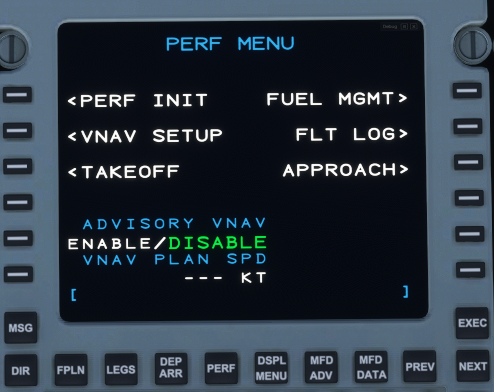 PERF MENU
<PERF INIT FUEL MGMT>
<VNAV SETUP FLT LOG>
<TAKEOFF APPROACH>
ADVISORY VNAV
ENABLE/DISABLE
VNAV PLAN SPD
--- KT
[ ]
MSG EXEC
DIR FPLN LEGS DEP ARR PERF DSPL MENU MFD ADV MFD DATA PREV NEXT